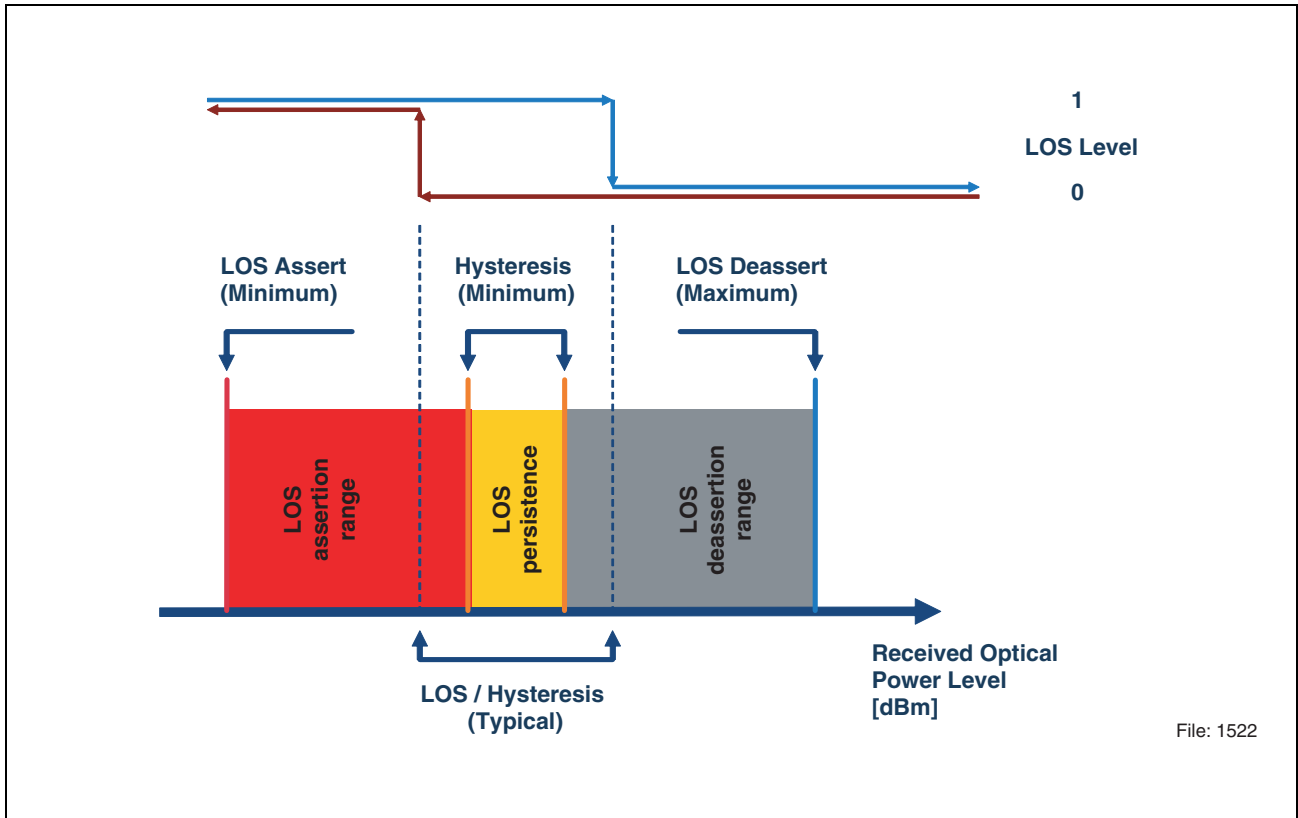 1
LOS Level
0
LOS Assert
(Minimum)
Hysteresis
(Minimum)
LOS Deassert
(Maximum)
LOS
assertion
range
LOS
persistence
LOS
deassertion
range
LOS / Hysteresis
(Typical)
Received Optical
Power Level
[dBm]
File: 1522